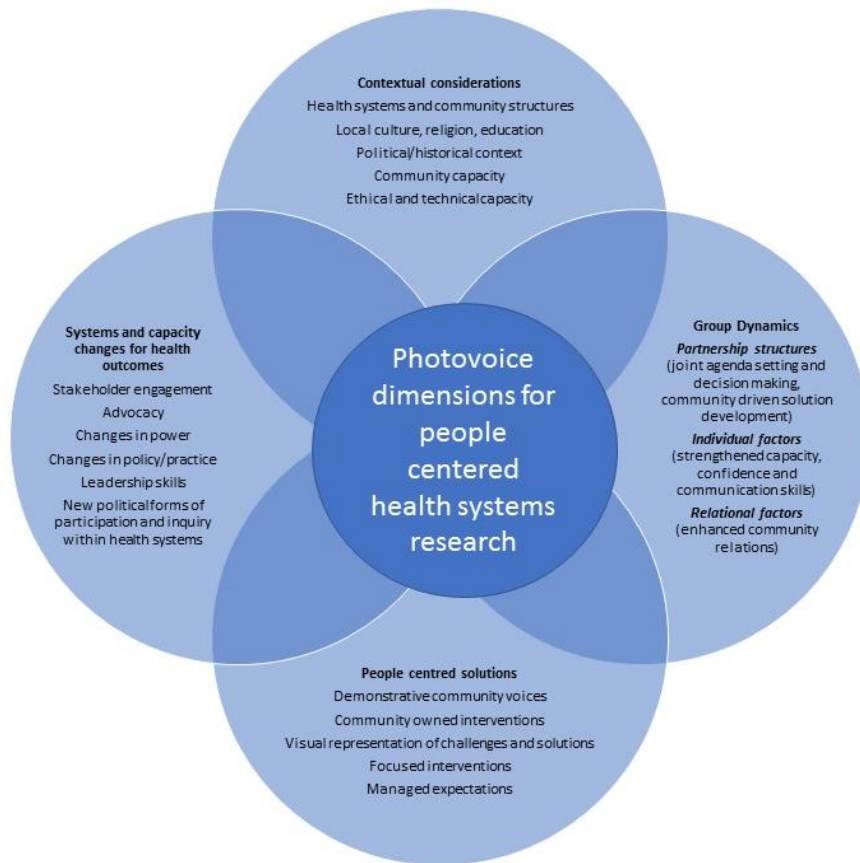 Contextual considerations
Health systems and community structures
Local culture, religion, education
Political/historical context
Community capacity
Ethical and technical capacity
Systems and capacity
changes for health
outcomes
Stakeholder engagement
Advocacy
Changes in power
Changes in policy/practice
Leadership skills
New political forms of
participation and inquiry
within health systems
Photovoice
dimensions for
people
centered
health systems
research
Group Dynamics
Partnership structures
(joint agenda setting and
decision making,
community driven solution
development)
Individual factors
(strengthened capacity,
confidence and
communication skills)
Relational factors
(enhanced community
relations)
People centred solutions
Demonstrative community voices
Community owned interventions
Visual representation of challenges and solutions
Focused interventions
Managed expectations